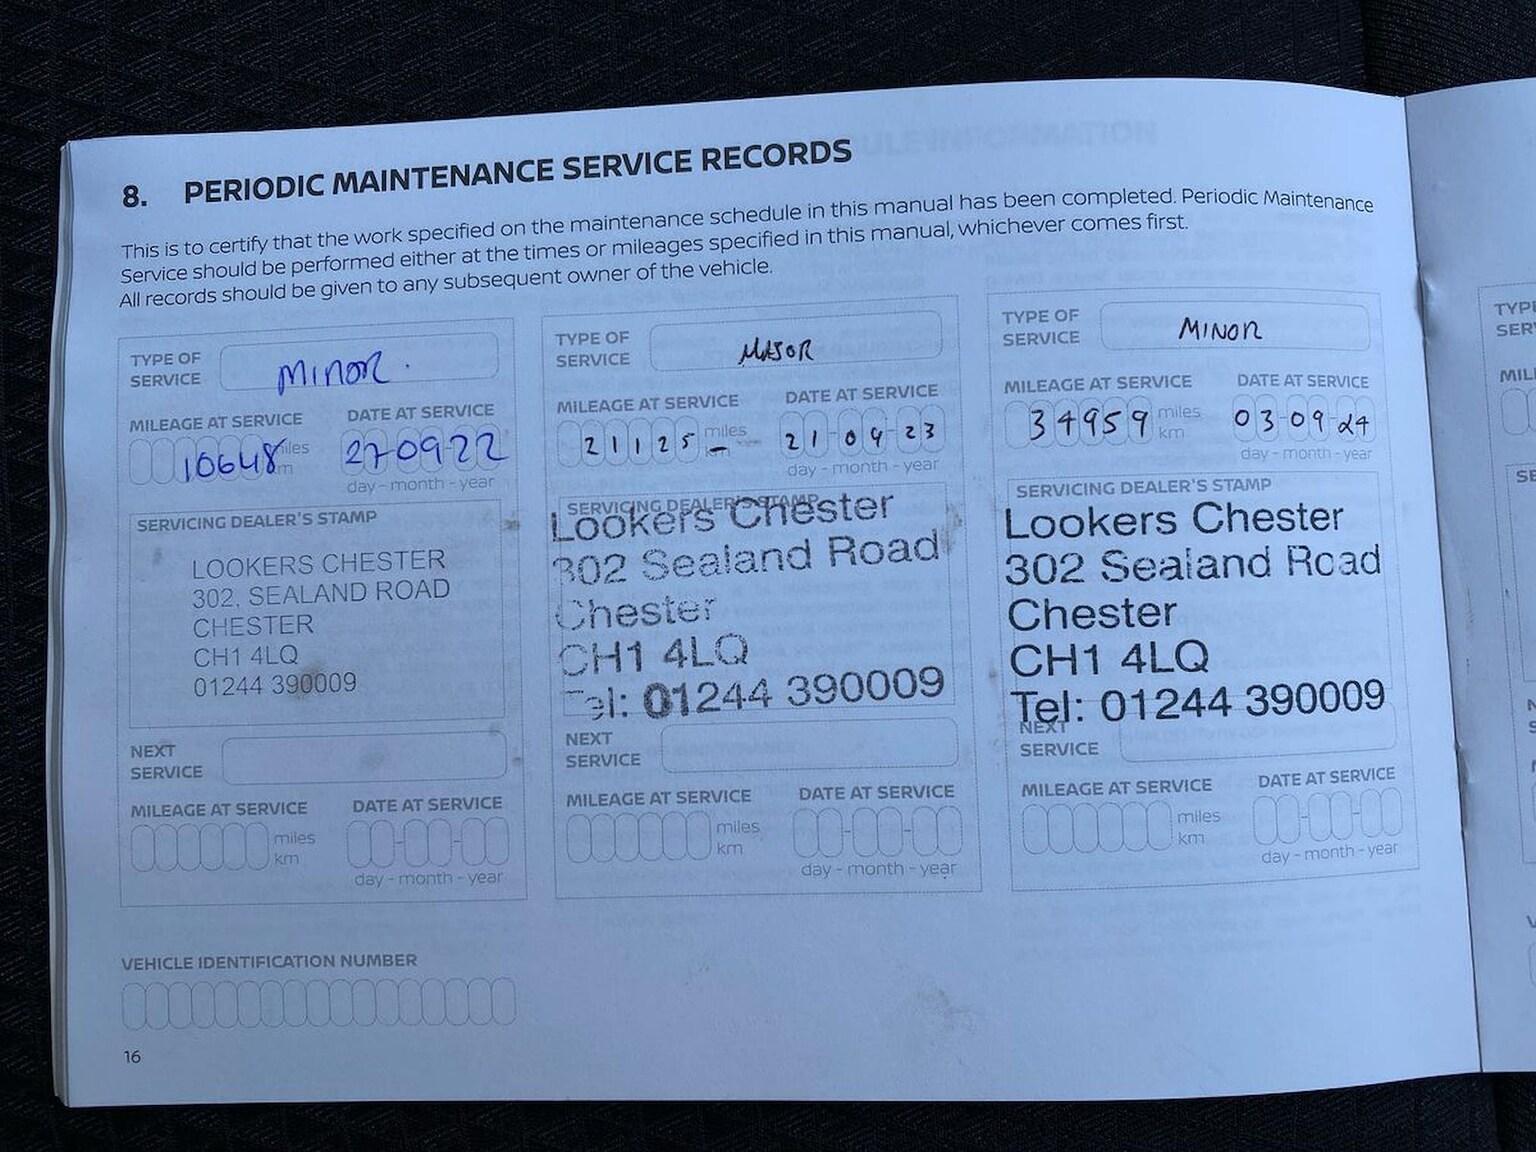 8. PERIODIC MAINTENANCE SERVICE RECORDS
This is to certify that the work specified on the maintenance schedule in this manual has been completed. Periodic Maintenance
Service should be performed either at the times or mileages specified in this manual, whichever comes first.
All records should be given to any subsequent owner of the vehicle.
TYPE OF
SERVICE
MINOR.
MILEAGE AT SERVICE
10648 miles
km
DATE AT SERVICE
27-09-22
day - month - year
SERVICING DEALER'S STAMP
LOOKERS CHESTER
302, SEALAND ROAD
CHESTER
CH1 4LQ
01244 390009
NEXT
SERVICE
MILEAGE AT SERVICE
miles
km
DATE AT SERVICE
day - month - year
TYPE OF
SERVICE
MAJOR
MILEAGE AT SERVICE
21125 miles
km
DATE AT SERVICE
21-09-23
day - month - year
SERVICING DEALER'S STAMP
Lookers Chester
302 Sealand Road
Chester
CH1 4LQ
Tel: 01244 390009
NEXT
SERVICE
MILEAGE AT SERVICE
miles
km
DATE AT SERVICE
day - month - year
TYPE OF
SERVICE
MINOR
MILEAGE AT SERVICE
34959 miles
km
DATE AT SERVICE
03-09-24
day - month - year
SERVICING DEALER'S STAMP
Lookers Chester
302 Sealand Road
Chester
CH1 4LQ
Tel: 01244 390009
NEXT
SERVICE
MILEAGE AT SERVICE
miles
km
DATE AT SERVICE
day - month - year
VEHICLE IDENTIFICATION NUMBER
16